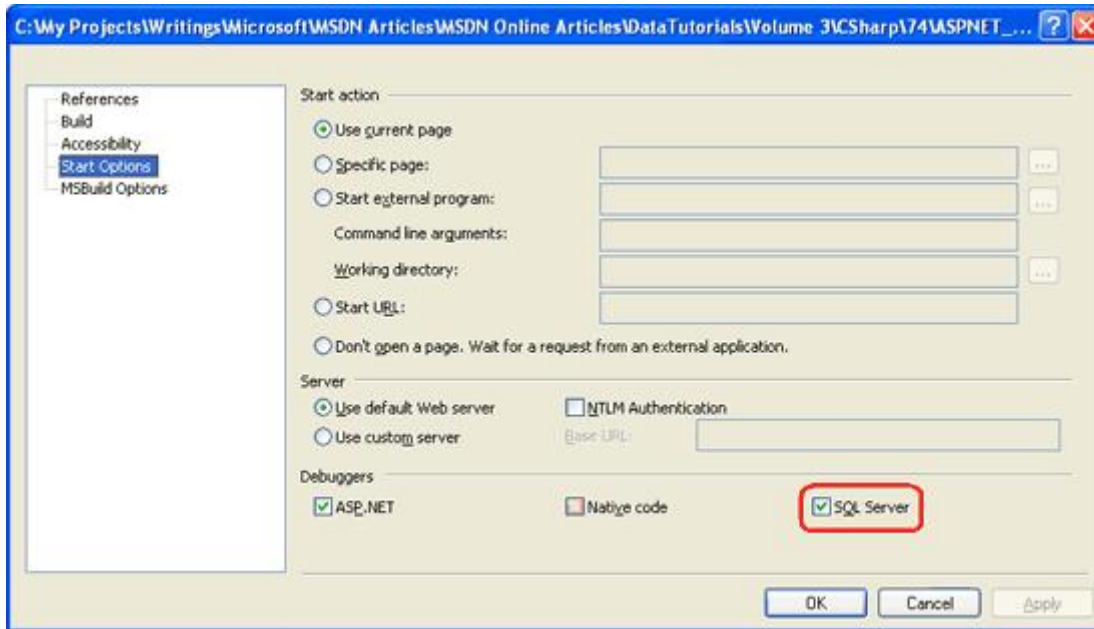 C:\My Projects\Writings\Microsoft\MSDN Articles\MSDN Online Articles\DataTutorials\Volume 3\CSharp\74\ASPNET_...
References
Build
Accessibility
Start Options
MSBuild Options
Start action
Use current page
Specific page:
...
Start external program:
...
Command line arguments:
Working directory:
...
Start URL:
Don't open a page. Wait for a request from an external application.
Server
Use default Web server
NTLM Authentication
Use custom server
Base URL:
Debuggers
ASP.NET
Native code
SQL Server
OK
Cancel
Apply